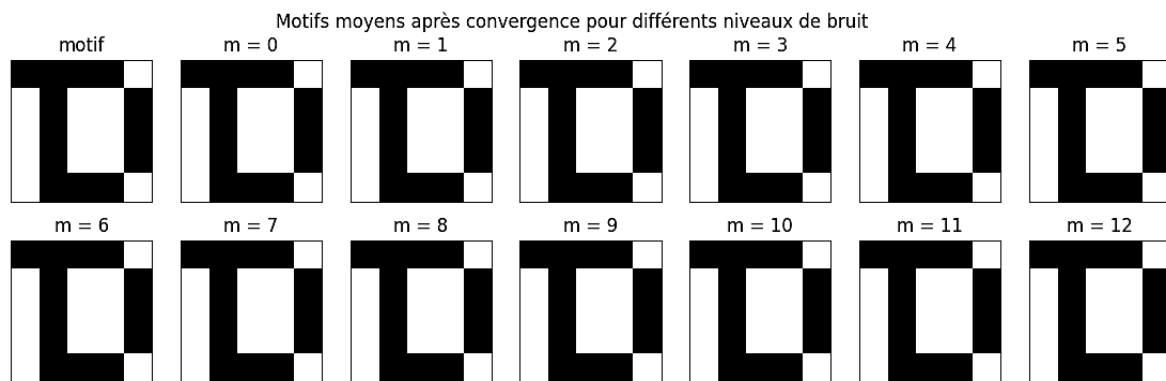 Motifs moyens après convergence pour différents niveaux de bruit
motif m = 0 m = 1 m = 2 m = 3 m = 4 m = 5
m = 6 m = 7 m = 8 m = 9 m = 10 m = 11 m = 12